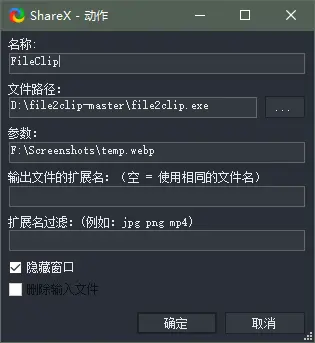 ShareX - 动作
名称:
FileClip
文件路径:
D:\file2clip-master\file2clip.exe
...
参数:
F:\Screenshots\temp.webp
输出文件的扩展名: (空 = 使用相同的文件名)
扩展名过滤: (例如: jpg png mp4)
隐藏窗口
删除输入文件
确定
取消